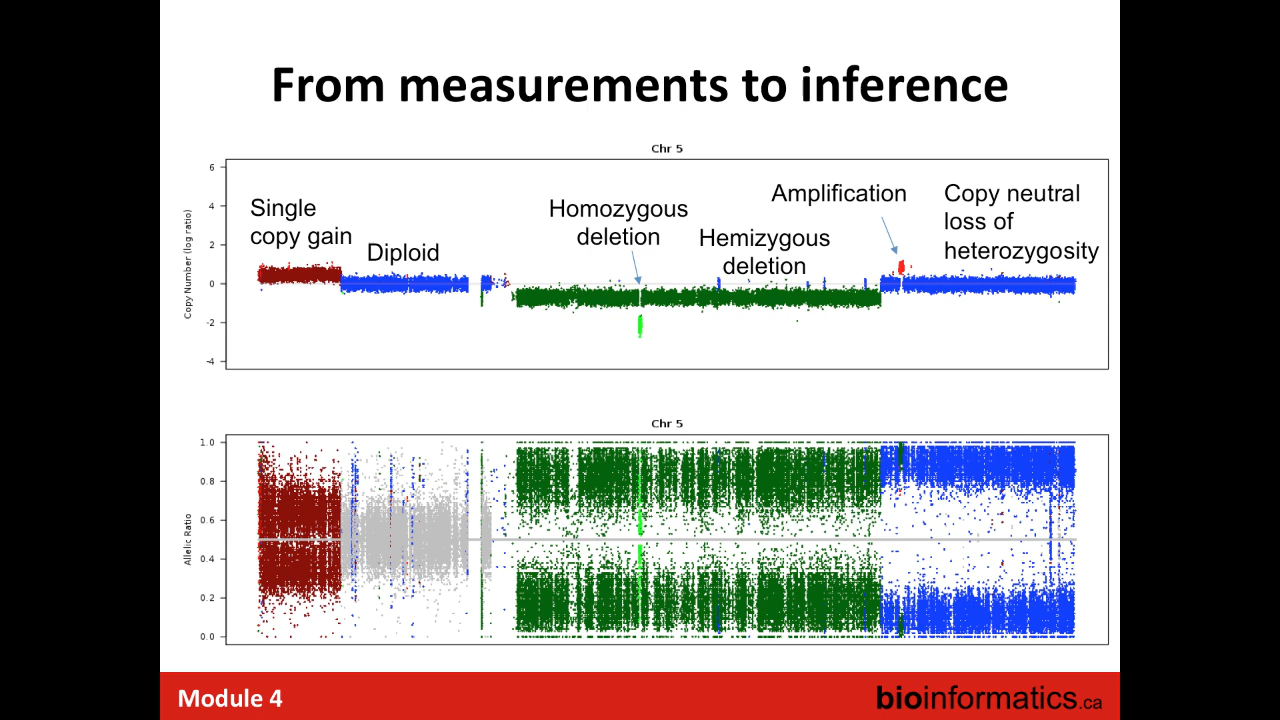 From measurements to inference
Chr 5
Copy Number (log ratio)
6
4
2
0
-2
-4
Single
copy gain
Diploid
Homozygous
deletion
Hemizygous
deletion
Amplification
Copy neutral
loss of
heterozygosity
Chr 5
Allelic Ratio
1.0
0.8
0.6
0.4
0.2
0.0
Module 4
bioinformatics.ca